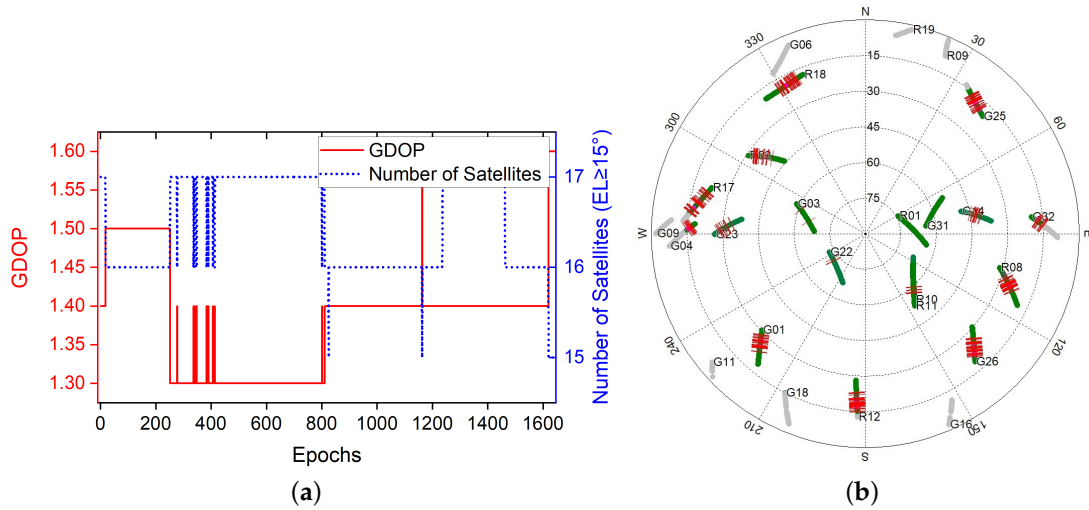 GDOP
1.60
1.55
1.50
1.45
1.40
1.35
1.30
GDOP
Number of Satellites
17
16
15
Number of Satellites (EL≥15°)
0
200
400
600
800
1000
1200
1400
1600
Epochs
(a)
N
30
60
E
120
150
S
210
240
W
300
330
15
30
45
60
75
G06
R19
R09
R18
G25
R17
G03
R01
G14
G32
G31
G09
G04
G23
G22
R08
R10
R11
G01
G26
G11
G18
R12
G16
(b)